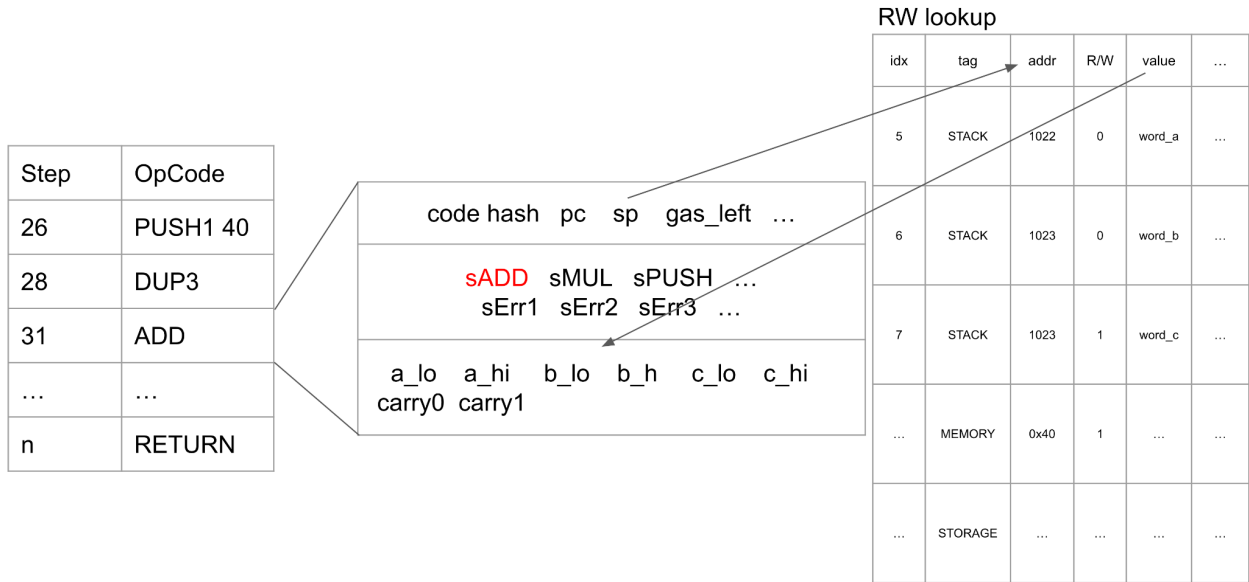 RW lookup
idx tag addr R/W value …
5 STACK 1022 0 word_a …
6 STACK 1023 0 word_b …
7 STACK 1023 1 word_c …
… MEMORY 0x40 1 … …
… STORAGE … … … …
Step OpCode
26 PUSH1 40
28 DUP3
31 ADD
… …
n RETURN
code hash pc sp gas_left …
sADD sMUL sPUSH …
sErr1 sErr2 sErr3 …
a_lo a_hi b_lo b_h c_lo c_hi
carry0 carry1